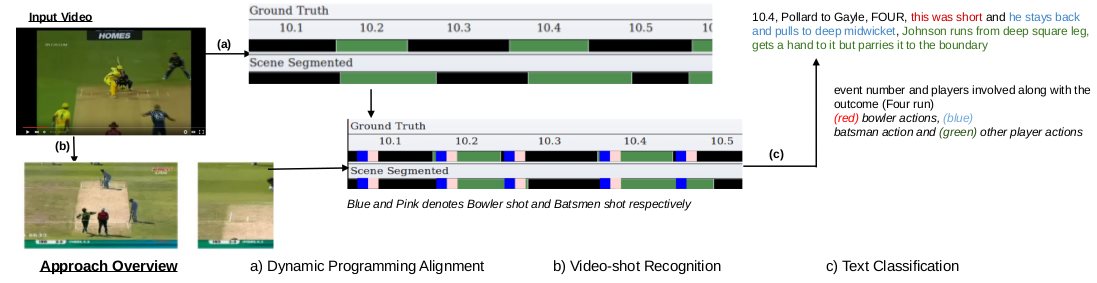 Input Video
HOMES
(a)
(b)
Ground Truth
10.1 10.2 10.3 10.4 10.5 10
Scene Segmented
Ground Truth
10.1 10.2 10.3 10.4 10.5
Scene Segmented
Blue and Pink denotes Bowler shot and Batsmen shot respectively
(c)
10.4, Pollard to Gayle, FOUR, this was short and he stays back
and pulls to deep midwicket, Johnson runs from deep square leg,
gets a hand to it but parries it to the boundary
event number and players involved along with the
outcome (Four run)
(red) bowler actions, (blue)
batsman action and (green) other player actions
Approach Overview
a) Dynamic Programming Alignment
b) Video-shot Recognition
c) Text Classification